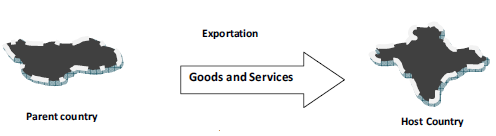 Exportation
Goods and Services
Parent country
Host Country